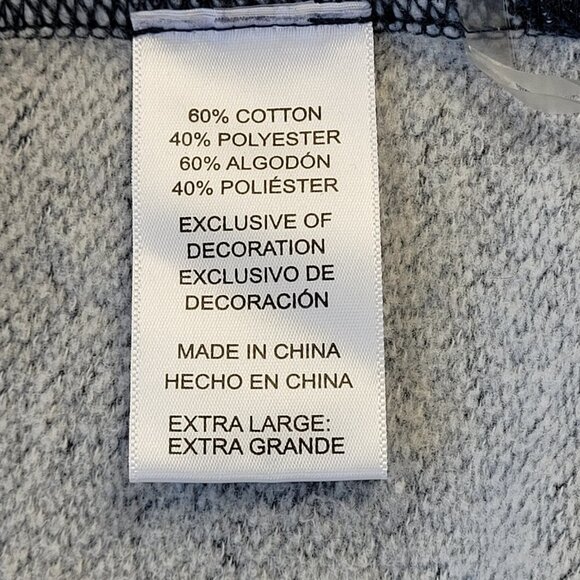 60% COTTON
40% POLYESTER
60% ALGODÓN
40% POLIÉSTER
EXCLUSIVE OF
DECORATION
EXCLUSIVO DE
DECORACIÓN
MADE IN CHINA
HECHO EN CHINA
EXTRA LARGE:
EXTRA GRANDE